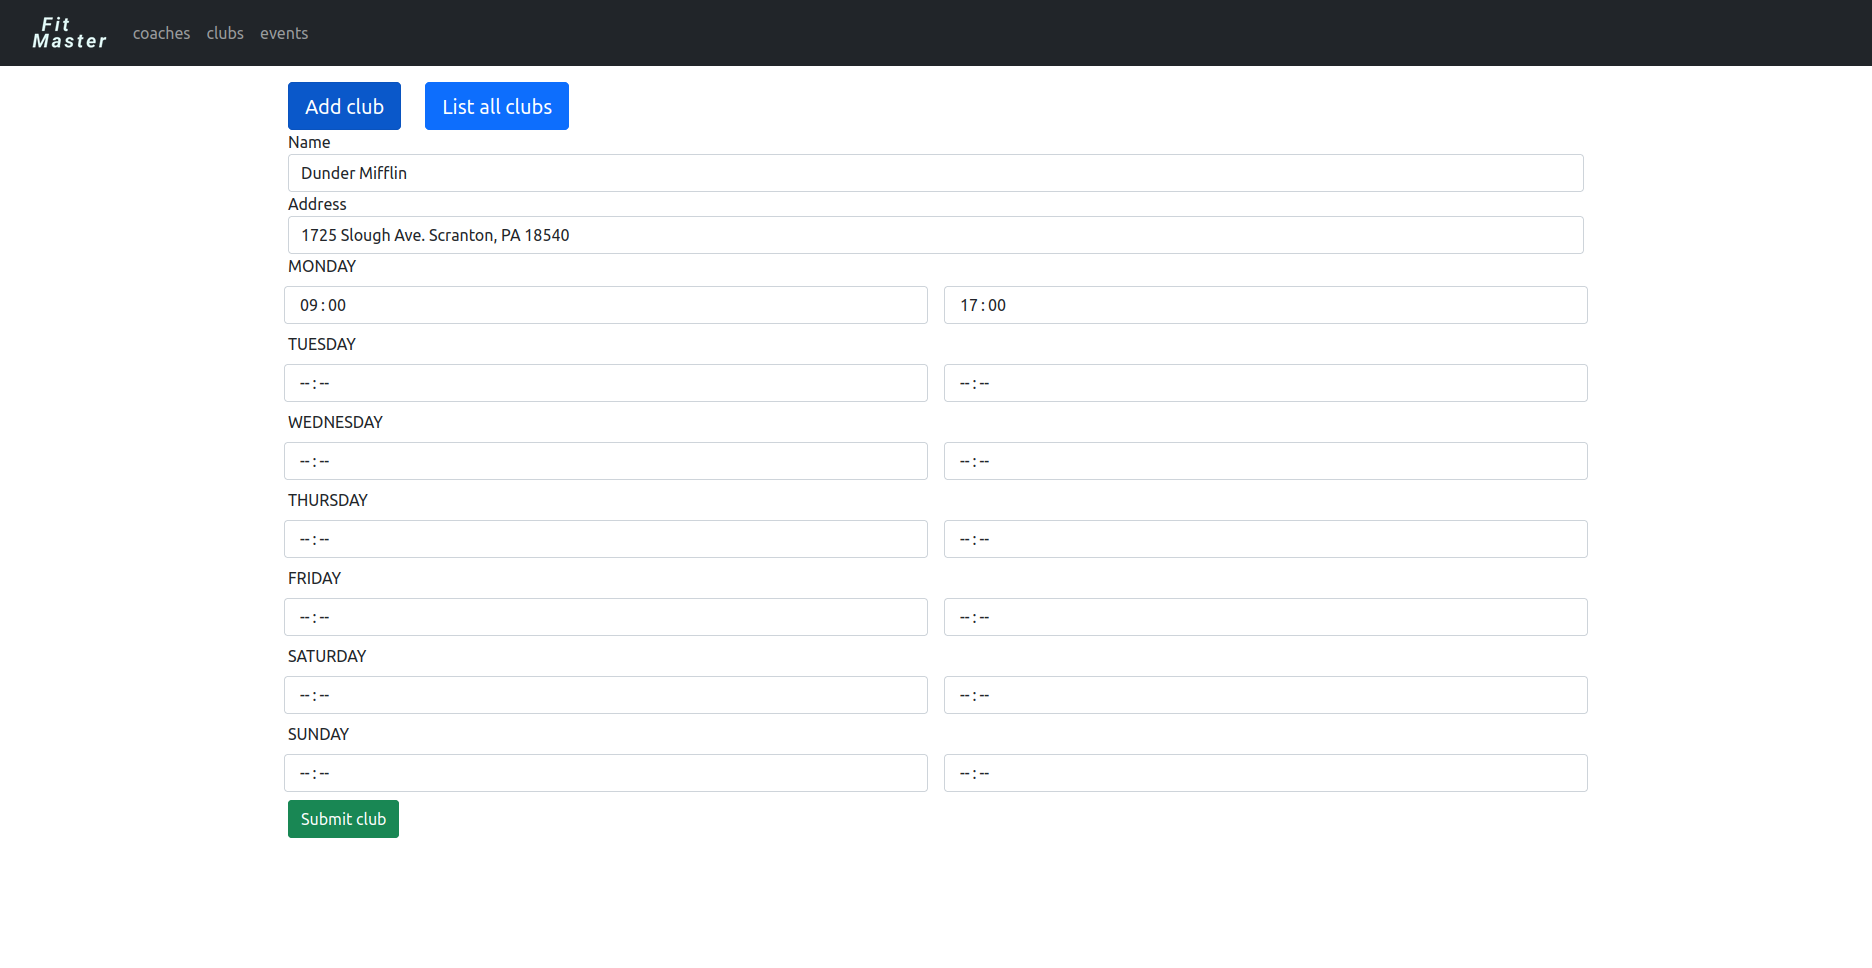 Fit
Master
coaches clubs events
Add club List all clubs
Name
Dunder Mifflin
Address
1725 Slough Ave. Scranton, PA 18540
MONDAY
09:00 17:00
TUESDAY
--:-- --:--
WEDNESDAY
--:-- --:--
THURSDAY
--:-- --:--
FRIDAY
--:-- --:--
SATURDAY
--:-- --:--
SUNDAY
--:-- --:--
Submit club